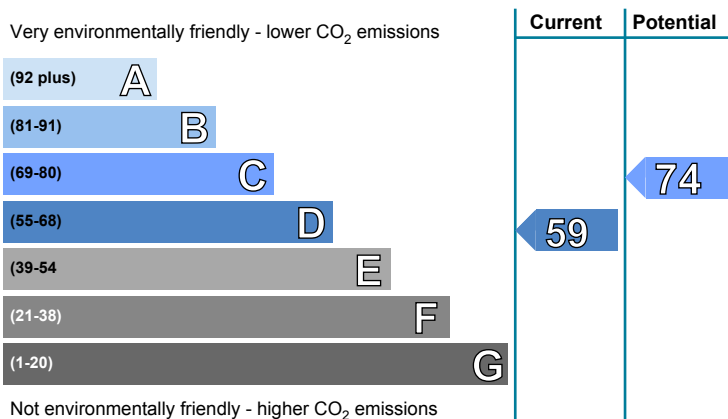 Current Potential
Very environmentally friendly - lower CO2 emissions
(92 plus) A
(81-91) B
(69-80) C
74
(55-68) D
59
(39-54 E
(21-38) F
(1-20) G
Not environmentally friendly - higher CO2 emissions